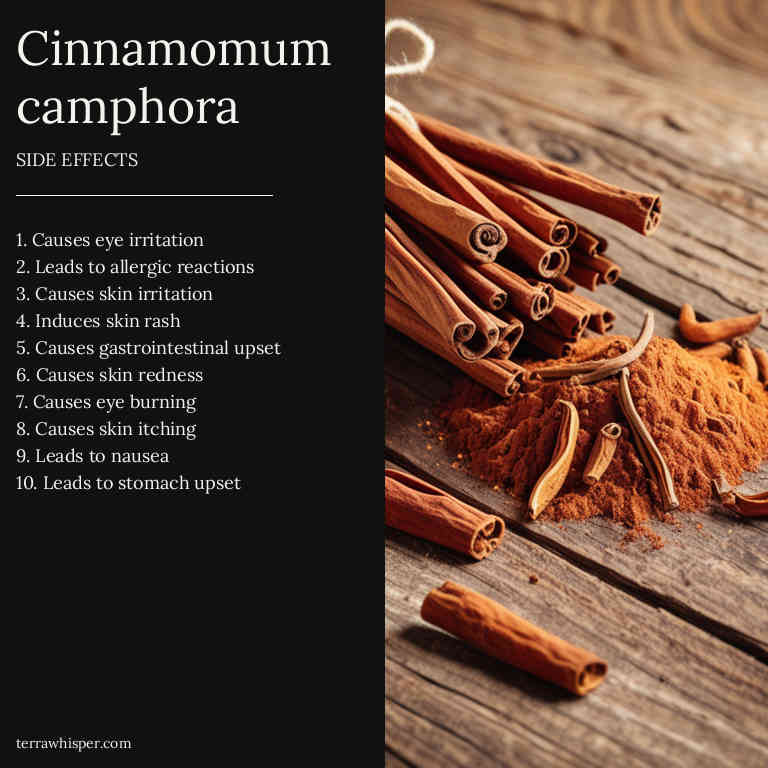 Cinnamomum
camphora
SIDE EFFECTS
1. Causes eye irritation
2. Leads to allergic reactions
3. Causes skin irritation
4. Induces skin rash
5. Causes gastrointestinal upset
6. Causes skin redness
7. Causes eye burning
8. Causes skin itching
9. Leads to nausea
10. Leads to stomach upset
terrawhisper.com